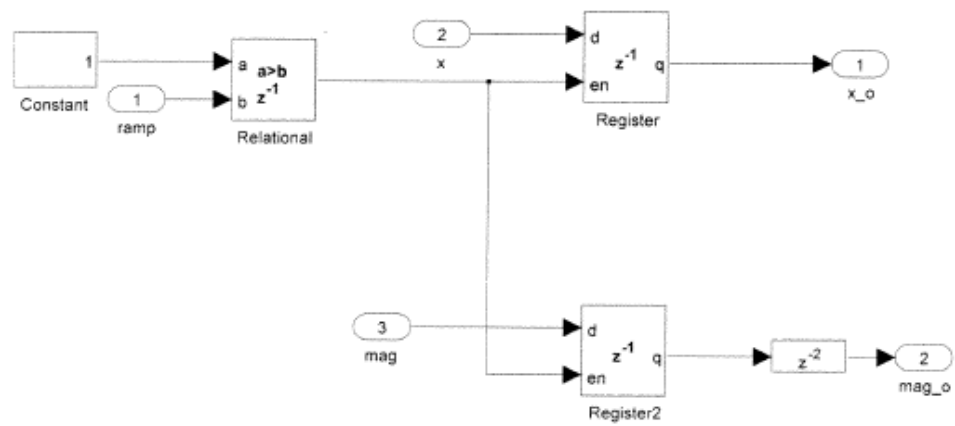 1
Constant
1
ramp
a
a>b
b
z-1
Relational
2
x
d
z-1
q
en
Register
1
x_o
3
mag
d
z-1
q
en
Register2
z-2
2
mag_o